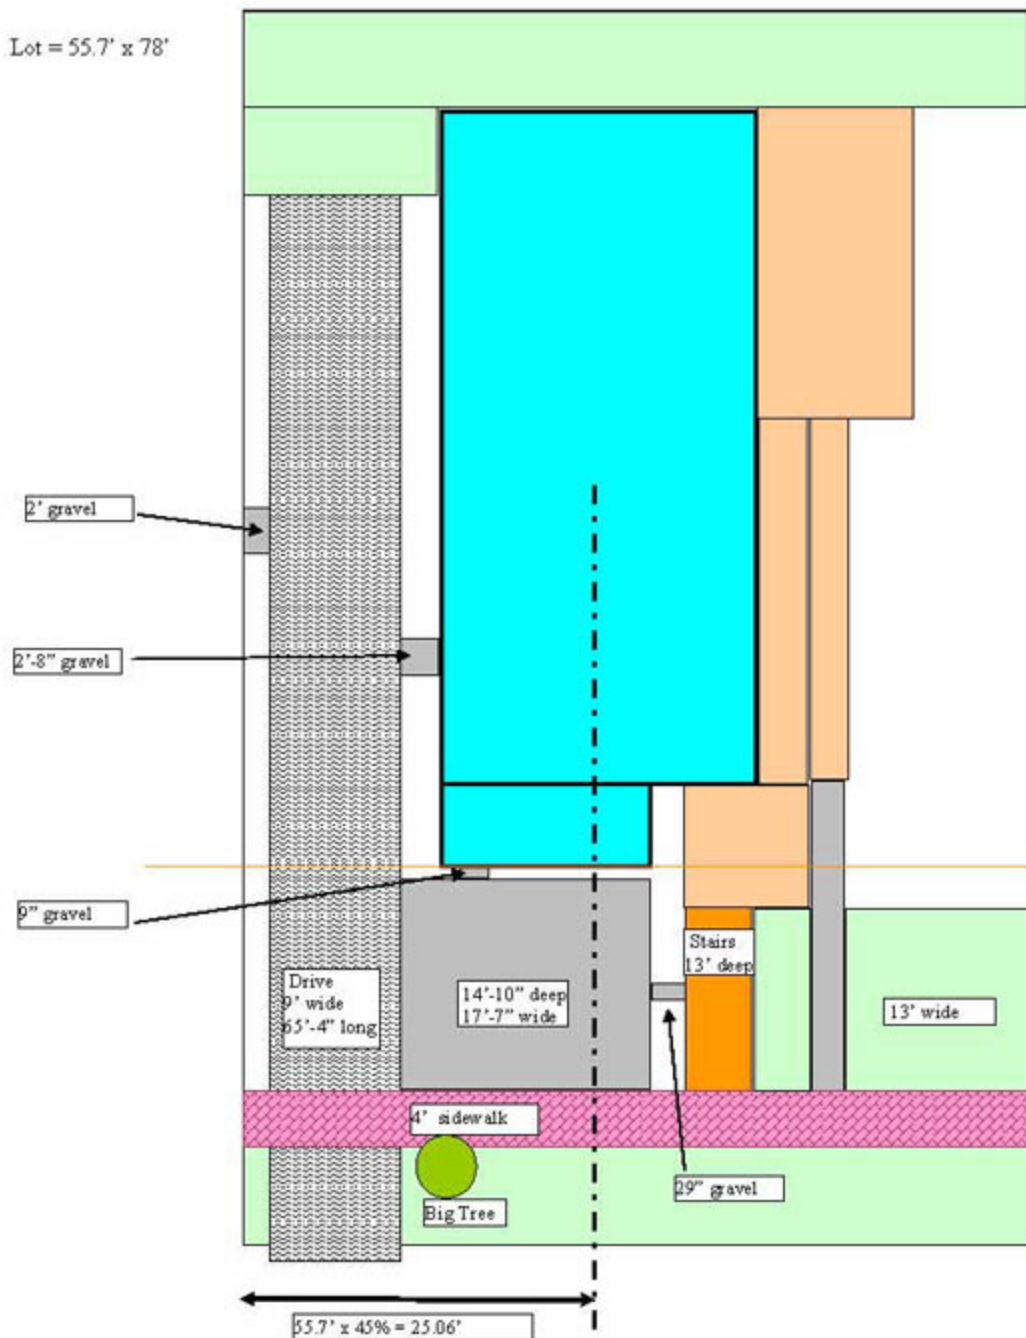 Lot = 55.7’ x 78’
2’ gravel
2’-8” gravel
9” gravel
Drive
9’ wide
65’-4” long
14’-10” deep
17’-7” wide
Stairs
13’ deep
13’ wide
4’ sidewalk
Big Tree
29” gravel
55.7’ x 45% = 25.06’